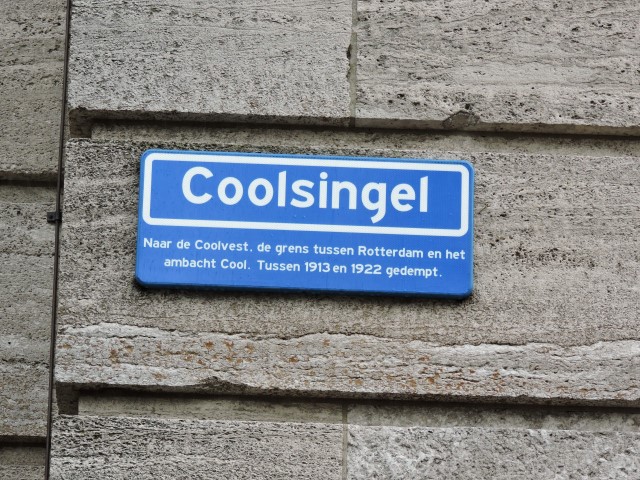 Coolsingel
Naar de Coolvest, de grens tussen Rotterdam en het
ambacht Cool. Tussen 1913 en 1922 gedempt.